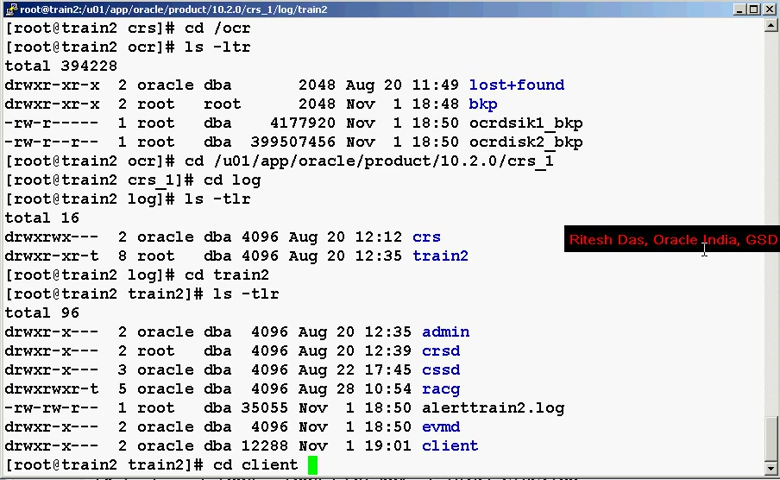 root@train2:/u01/app/oracle/product/10.2.0/crs_1/log/train2
[root@train2 crs]# cd /ocr
[root@train2 ocr]# ls -ltr
total 394228
drwxr-xr-x 2 oracle dba 2048 Aug 20 11:49 lost+found
drwxr-xr-x 2 root root 2048 Nov 1 18:48 bkp
-rw-r----- 1 root dba 4177920 Nov 1 18:50 ocrdsik1_bkp
-rw-r--r-- 1 root dba 399507456 Nov 1 18:50 ocrdisk2_bkp
[root@train2 ocr]# cd /u01/app/oracle/product/10.2.0/crs_1
[root@train2 crs_1]# cd log
[root@train2 log]# ls -tlr
total 16
drwxrwx--- 2 oracle dba 4096 Aug 20 12:12 crs
Ritesh Das, Oracle India, GSD
drwxr-xr-t 8 root dba 4096 Aug 20 12:35 train2
[root@train2 log]# cd train2
[root@train2 train2]# ls -tlr
total 96
drwxr-x--- 2 oracle dba 4096 Aug 20 12:35 admin
drwxr-x--- 2 root dba 4096 Aug 20 12:39 crsd
drwxr-x--- 3 oracle dba 4096 Aug 22 17:45 cssd
drwxrwxr-t 5 oracle dba 4096 Aug 28 10:54 racg
-rw-rw-r-- 1 root dba 35055 Nov 1 18:50 alerttrain2.log
drwxr-x--- 2 oracle dba 4096 Nov 1 18:50 evmd
drwxr-x--- 2 oracle dba 12288 Nov 1 19:01 client
[root@train2 train2]# cd client